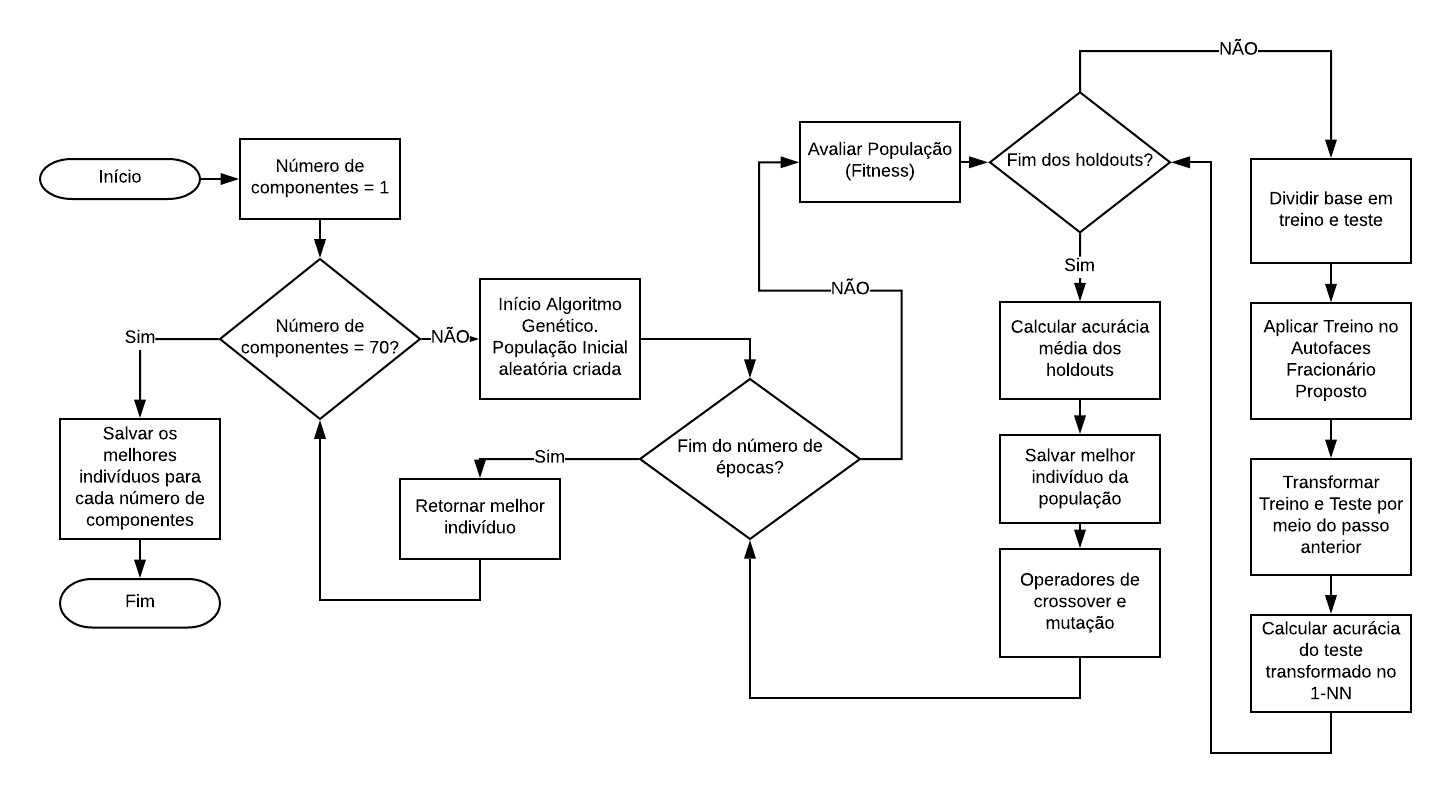 Início
Número de
componentes = 1
Número de
componentes = 70?
Sim
NÃO
Salvar os
melhores
indivíduos para
cada número de
componentes
Fim
Início Algoritmo
Genético.
População Inicial
aleatória criada
Fim do número de
épocas?
Sim
Retornar melhor
indivíduo
NÃO
Avaliar População
(Fitness)
Fim dos holdouts?
NÃO
Sim
Calcular acurácia
média dos
holdouts
Salvar melhor
indivíduo da
população
Operadores de
crossover e
mutação
Dividir base em
treino e teste
Aplicar Treino no
Autofaces
Fracionário
Proposto
Transformar
Treino e Teste por
meio do passo
anterior
Calcular acurácia
do teste
transformado no
1-NN